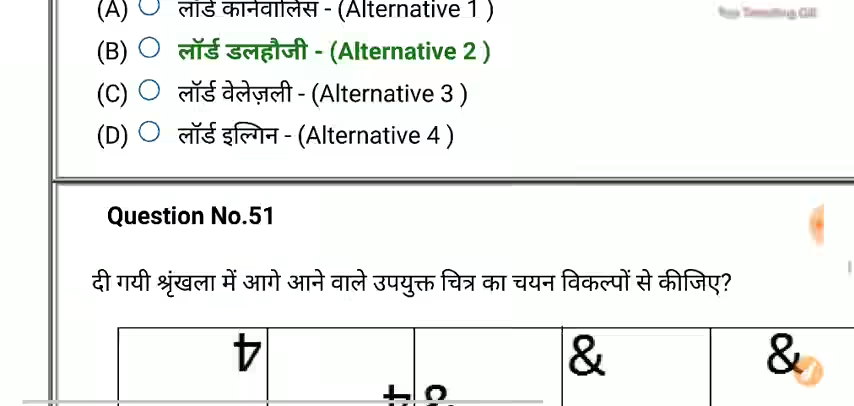 (A) लॉर्ड कार्नवालिस - (Alternative 1 )
(B) लॉर्ड डलहौजी - (Alternative 2 )
(C) लॉर्ड वेलेज़ली - (Alternative 3 )
(D) लॉर्ड इल्गिन - (Alternative 4 )
Question No.51
दी गयी श्रृंखला में आगे आने वाले उपयुक्त चित्र का चयन विकल्पों से कीजिए?
& &